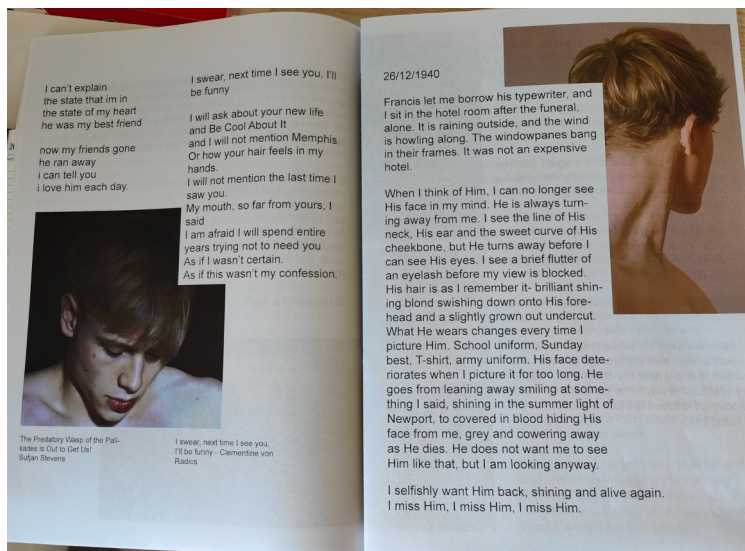 I can't explain
the state that im in
the state of my heart
he was my best friend
now my friends gone
he ran away
i can tell you
i love him each day.
I swear, next time I see you, I'll
be funny
I will ask about your new life
and Be Cool About It
and I will not mention Memphis.
Or how your hair feels in my
hands.
I will not mention the last time I
saw you.
My mouth, so far from yours, I
said
I am afraid I will spend entire
years trying not to need you
As if I wasn't certain.
As if this wasn't my confession.
The Predatory Wasp of the Pali-
sades is Out to Get Us!
Sufjan Stevens
I swear, next time I see you,
I'll be funny - Clementine von
Radics
26/12/1940
Francis let me borrow his typewriter, and
I sit in the hotel room after the funeral,
alone. It is raining outside, and the wind
is howling along. The windowpanes bang
in their frames. It was not an expensive
hotel.
When I think of Him, I can no longer see
His face in my mind. He is always turn-
ing away from me. I see the line of His
neck, His ear and the sweet curve of His
cheekbone, but He turns away before I
can see His eyes. I see a brief flutter of
an eyelash before my view is blocked.
His hair is as I remember it- brilliant shin-
ing blond swishing down onto His fore-
head and a slightly grown out undercut.
What He wears changes every time I
picture Him. School uniform, Sunday
best, T-shirt, army uniform. His face dete-
riorates when I picture it for too long. He
goes from leaning away smiling at some-
thing I said, shining in the summer light of
Newport, to covered in blood hiding His
face from me, grey and cowering away
as He dies. He does not want me to see
Him like that, but I am looking anyway.
I selfishly want Him back, shining and alive again.
I miss Him, I miss Him, I miss Him.